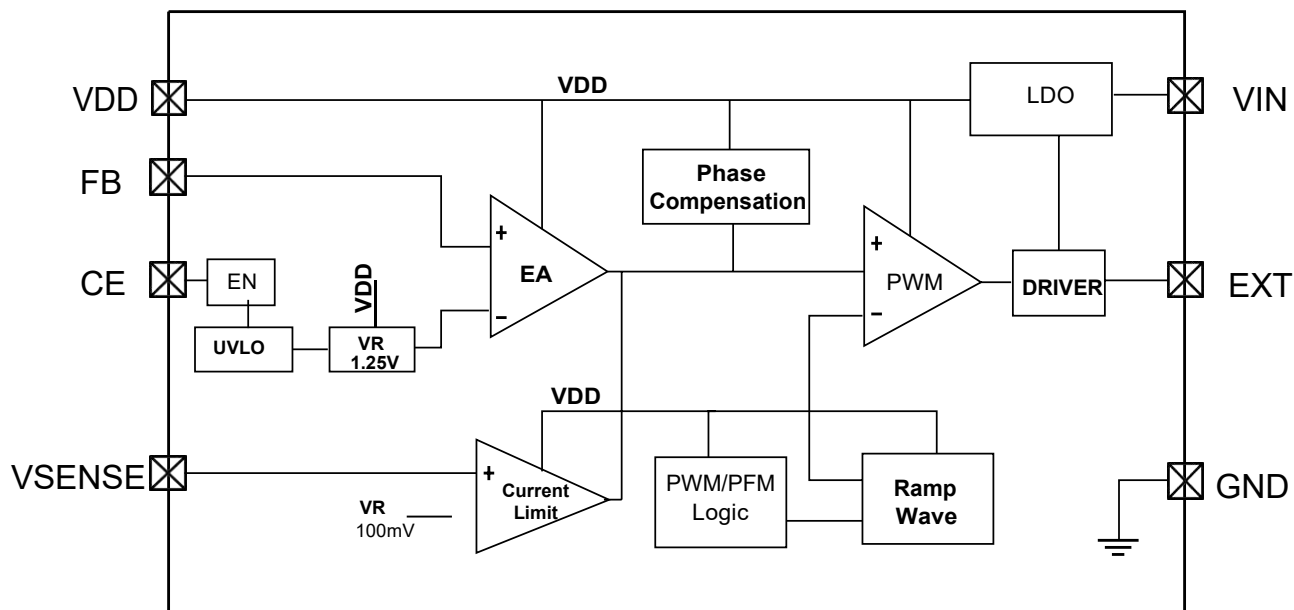 VDD
VDD
LDO
VIN
FB
Phase
Compensation
+
EA
−
+
PWM
−
CE
EN
UVLO
VDD
VR
1.25V
DRIVER
EXT
VDD
VSENSE
+
Current
Limit
VR
100mV
PWM/PFM
Logic
Ramp
Wave
GND